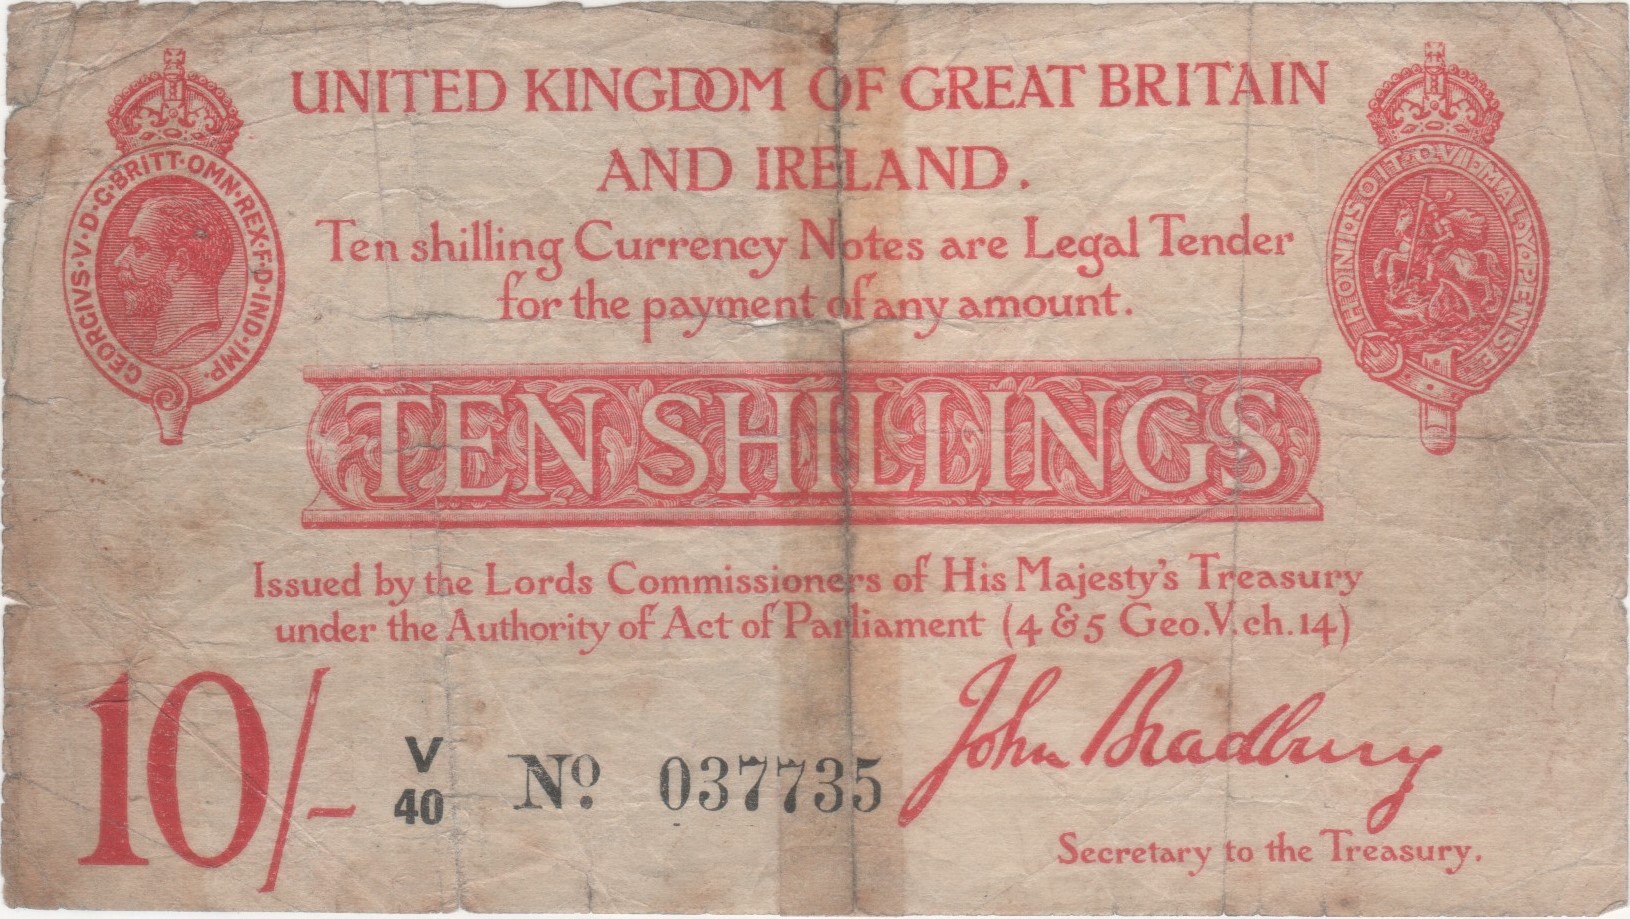 UNITED KINGDOM OF GREAT BRITAIN
AND IRELAND.
GEORGIVS·V·D·G·BRITT·OMN·REX·F·D·IND·IMP.
HONI·SOIT·QVI·MAL·Y·PENSE
Ten shilling Currency Notes are Legal Tender
for the payment of any amount.
TEN SHILLINGS
Issued by the Lords Commissioners of His Majesty's Treasury
under the Authority of Act of Parliament (4 & 5 Geo.V.ch.14)
10/-
V
40
No. 037735
John Bradbury
Secretary to the Treasury.